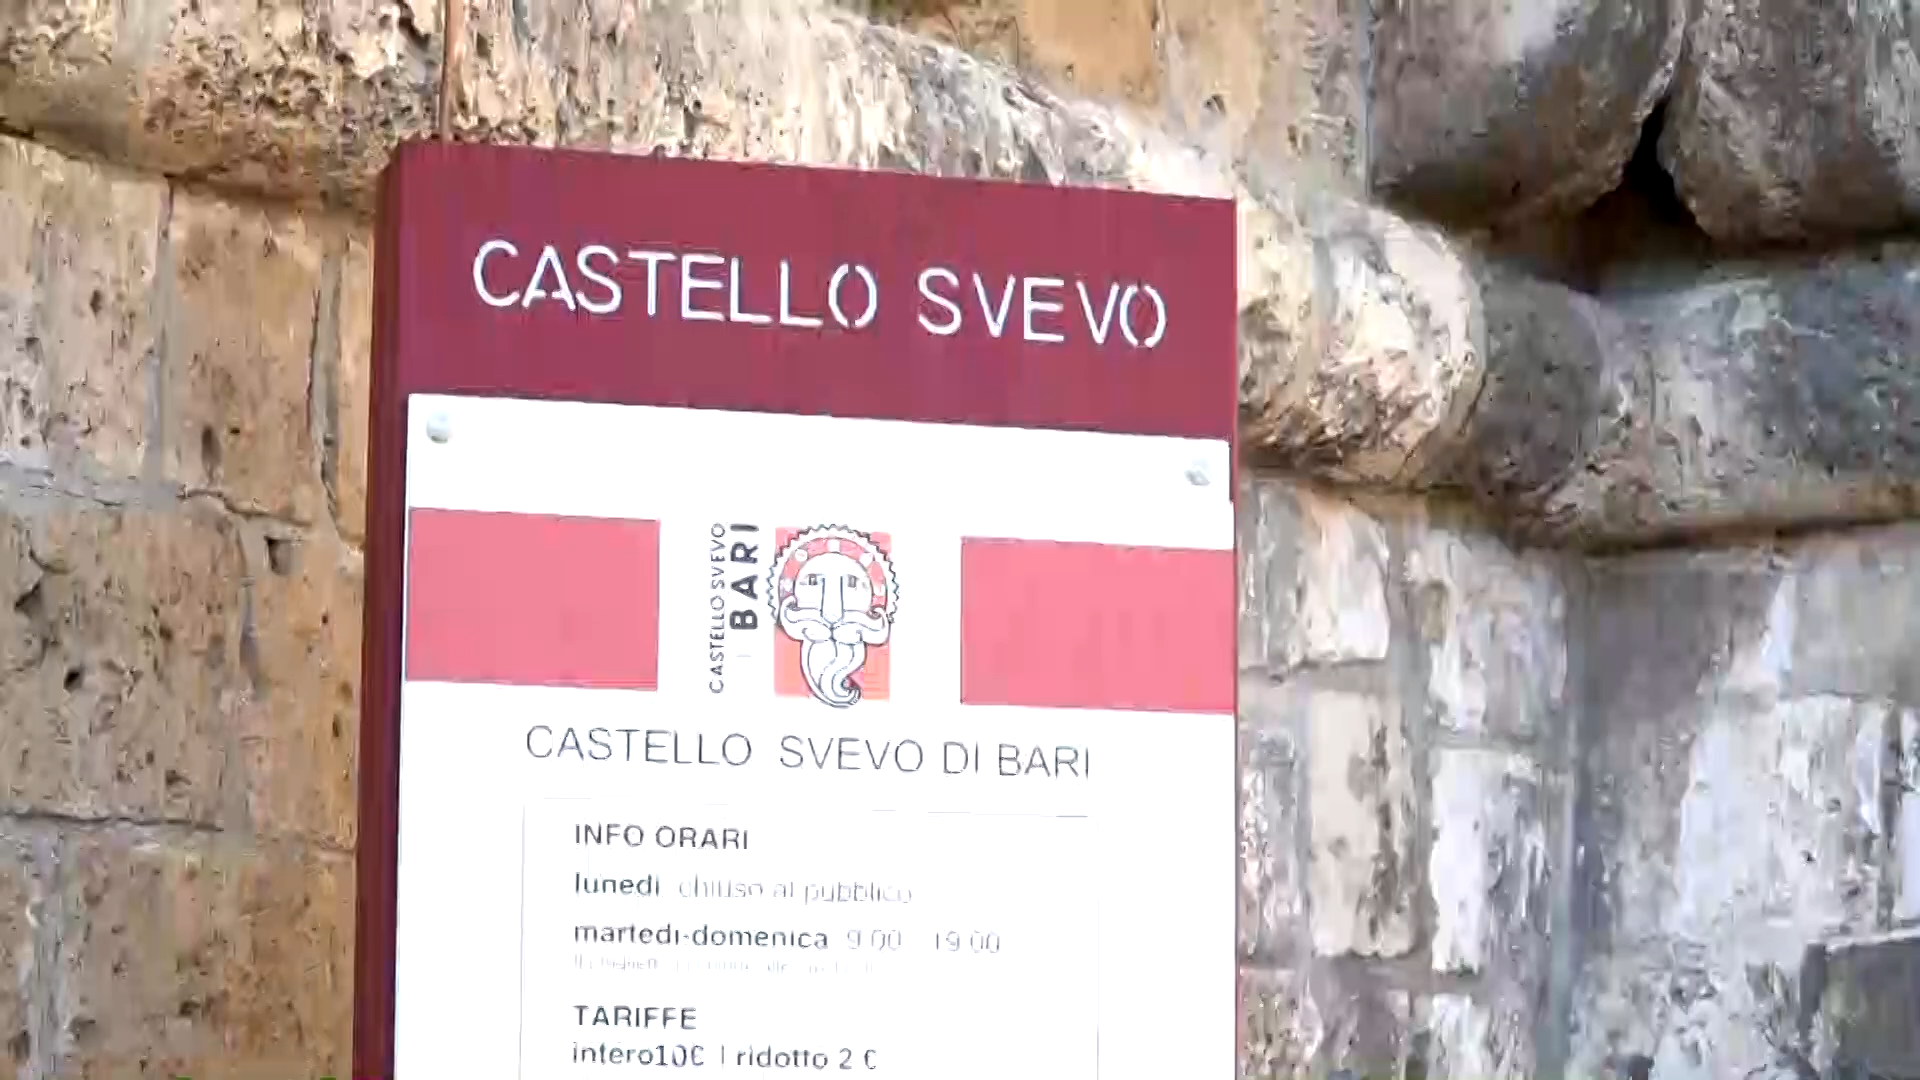 CASTELLO SVEVO
CASTELLO SVEVO
BARI
CASTELLO SVEVO DI BARI
INFO ORARI
lunedì chiuso al pubblico
martedì-domenica 9.00 19.00
TARIFFE
intero10€ | ridotto 2 €